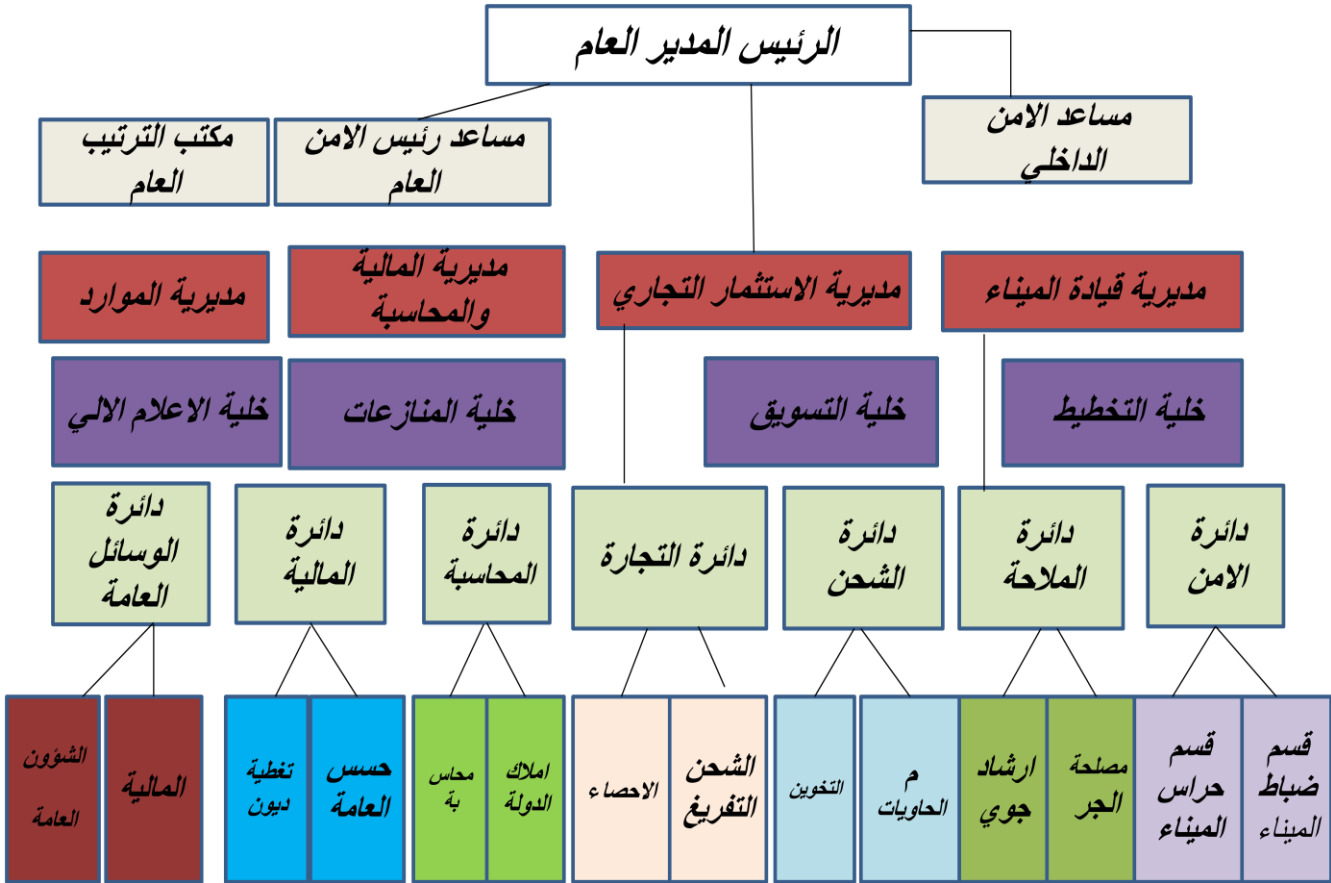 الرئيس المدير العام
مساعد الامن
الداخلي
مساعد رئيس الامن
العام
مكتب الترتيب
العام
مديرية قيادة الميناء
مديرية الاستثمار التجاري
مديرية المالية
والمحاسبة
مديرية الموارد
خلية التخطيط
خلية التسويق
خلية المنازعات
خلية الاعلام الالي
دائرة
الامن
دائرة
الملاحة
دائرة
الشحن
دائرة التجارة
دائرة
المحاسبة
دائرة
المالية
دائرة
الوسائل
العامة
قسم
ضباط
الميناء
قسم
حراس
الميناء
مصلحة
الجر
ارشاد
جوي
م
الحاويات
التخوين
الشحن
التفريغ
الاحصاء
املاك
الدولة
محاس
بة
حسس
العامة
تغطية
ديون
المالية
الشؤون
العامة